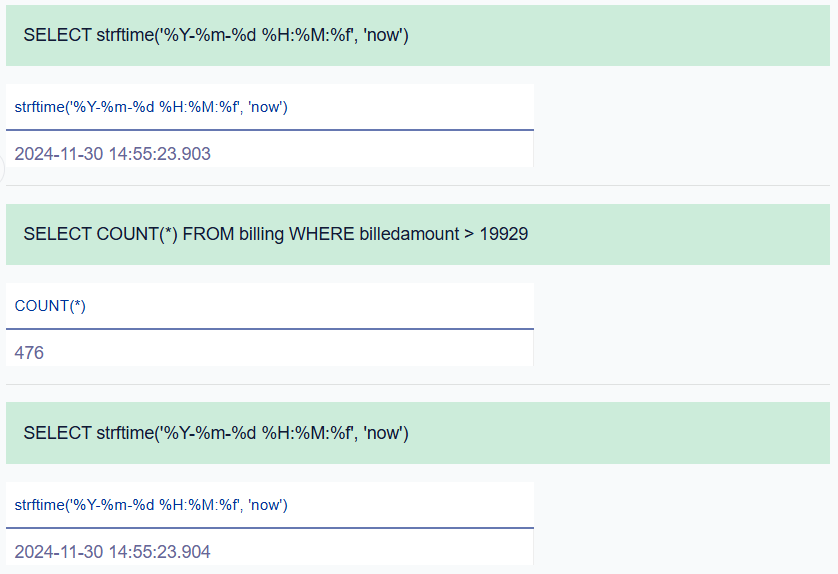 SELECT strftime('%Y-%m-%d %H:%M:%f', 'now')
strftime('%Y-%m-%d %H:%M:%f', 'now')
2024-11-30 14:55:23.903
SELECT COUNT(*) FROM billing WHERE billedamount > 19929
COUNT(*)
476
SELECT strftime('%Y-%m-%d %H:%M:%f', 'now')
strftime('%Y-%m-%d %H:%M:%f', 'now')
2024-11-30 14:55:23.904